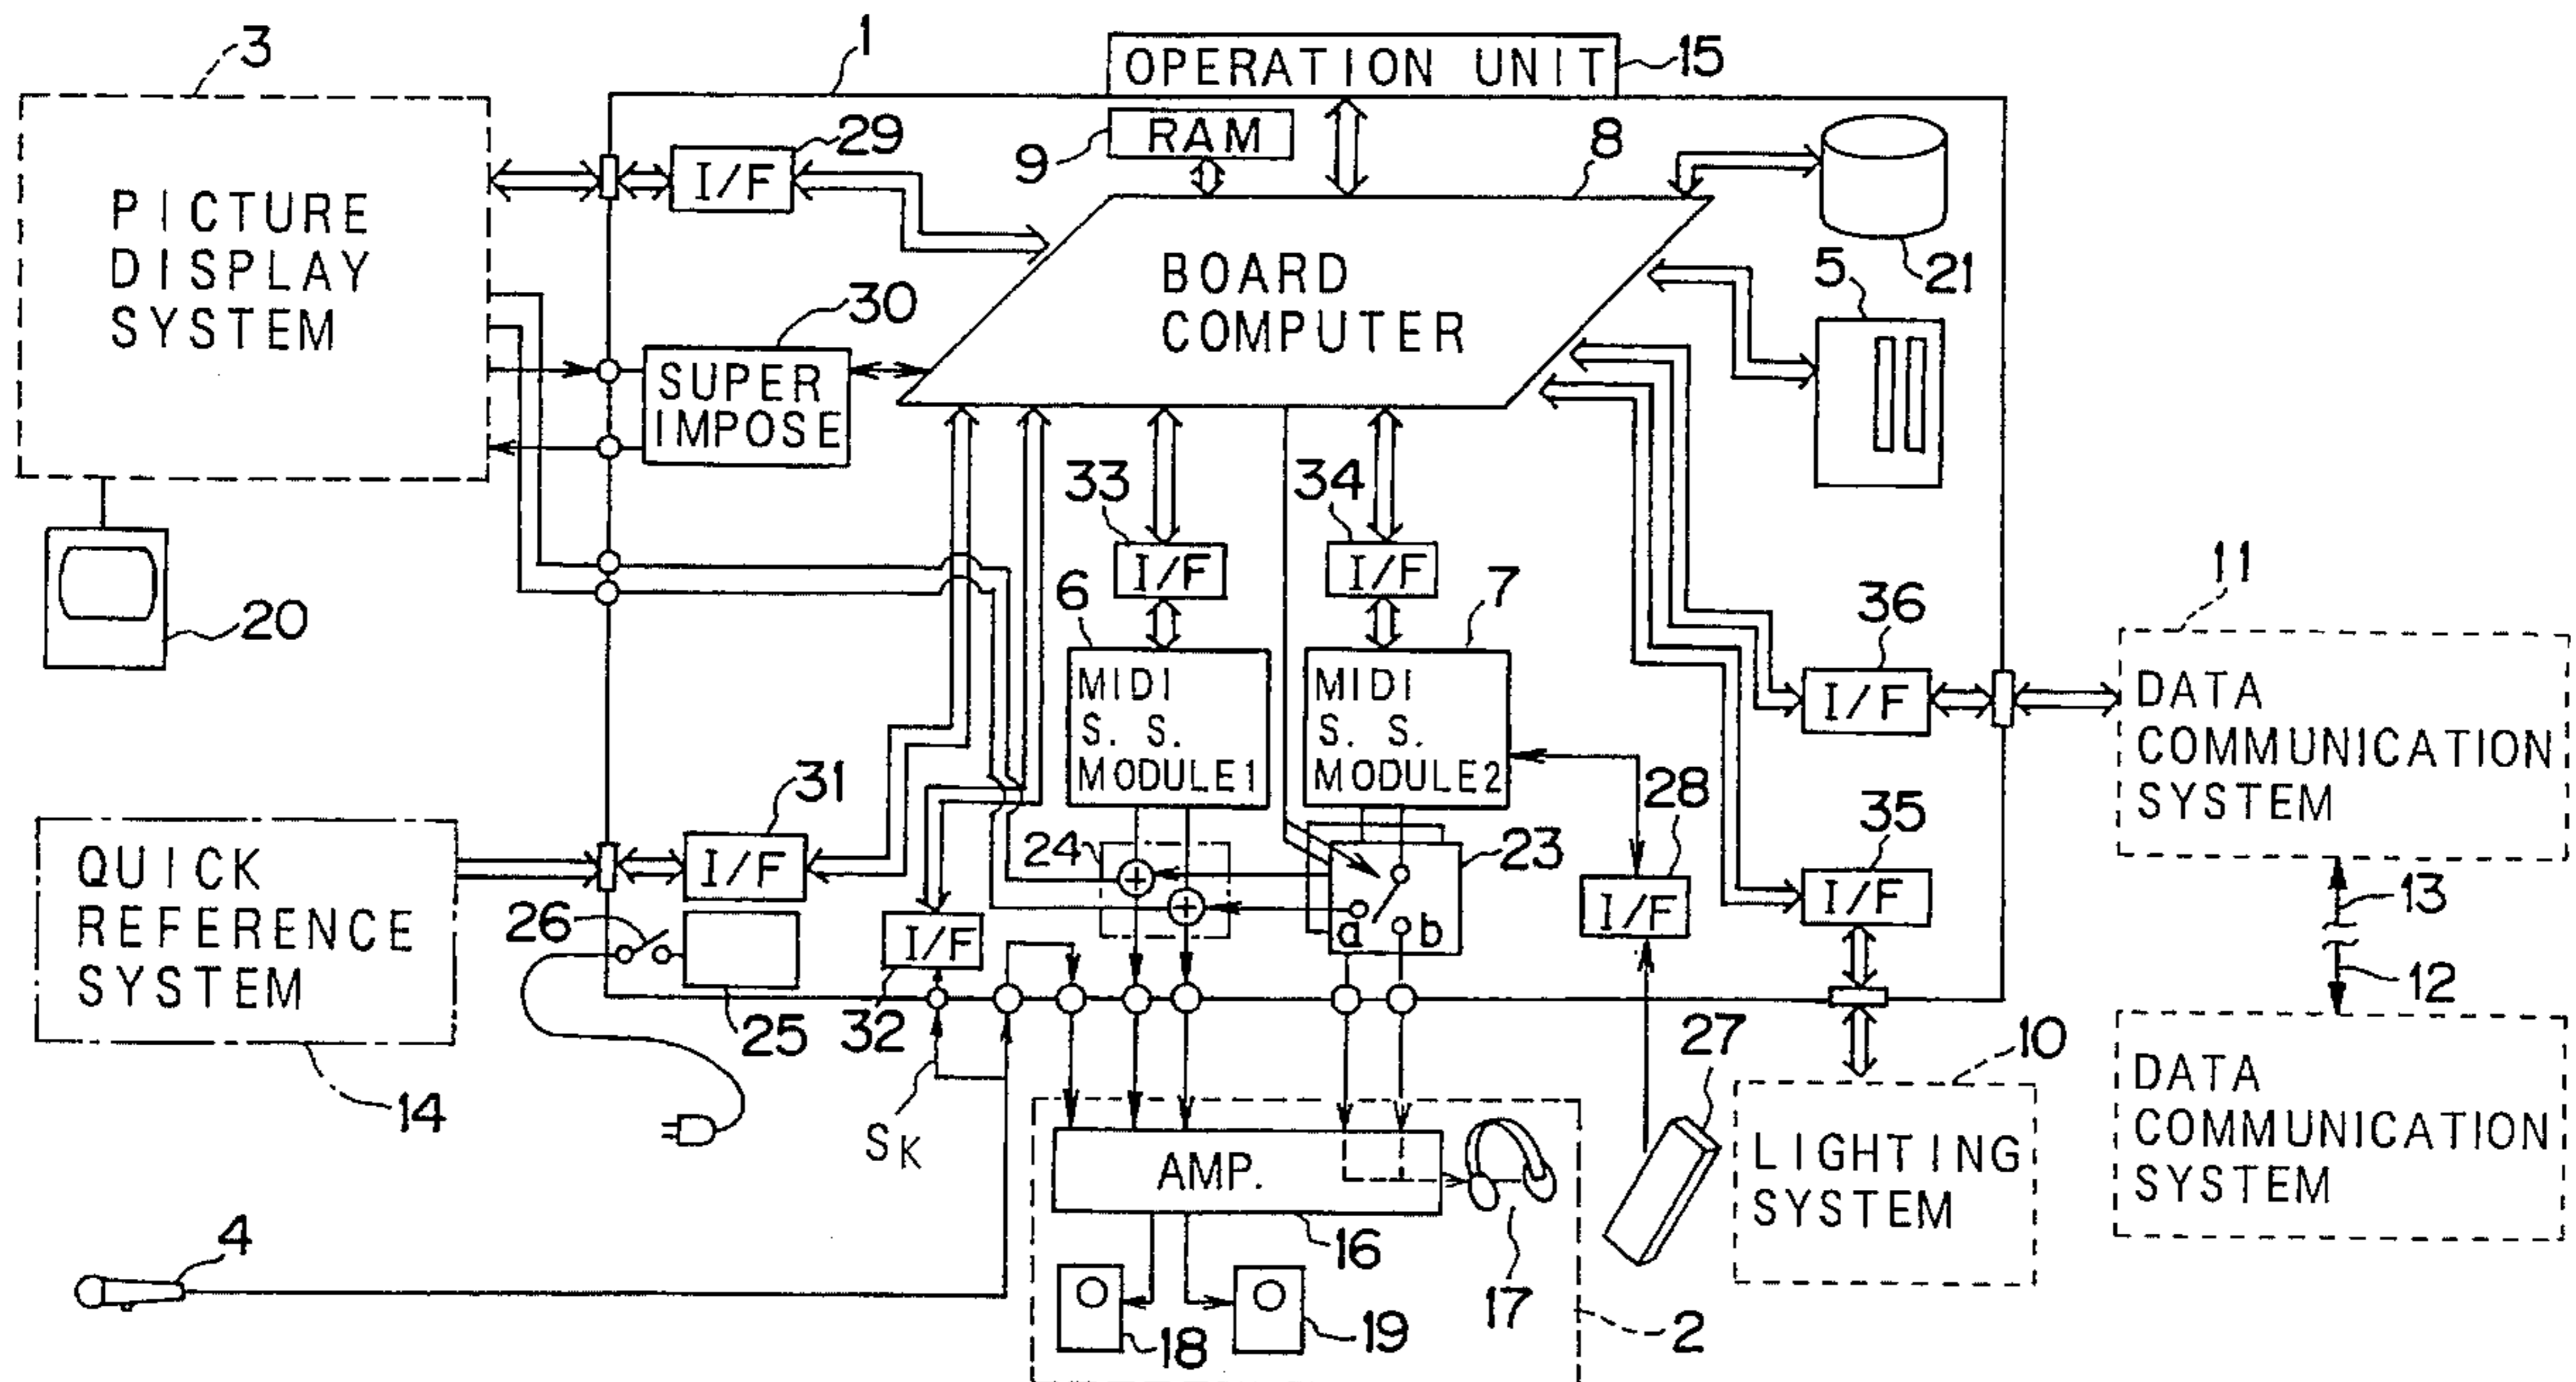 3
1
OPERATION UNIT
15
29
RAM
9
8
I/F
PICTURE
DISPLAY
SYSTEM
BOARD
COMPUTER
21
5
30
SUPER
IMPOSE
33
34
I/F
I/F
20
6
7
11
36
MIDI
S. S.
MODULE1
MIDI
S. S.
MODULE2
I/F
DATA
COMMUNICATION
SYSTEM
31
28
35
QUICK
REFERENCE
SYSTEM
I/F
24
23
I/F
I/F
26
a
b
13
I/F
12
25
32
27
10
14
SK
DATA
COMMUNICATION
SYSTEM
LIGHTING
SYSTEM
AMP.
4
16
17
18
19
2